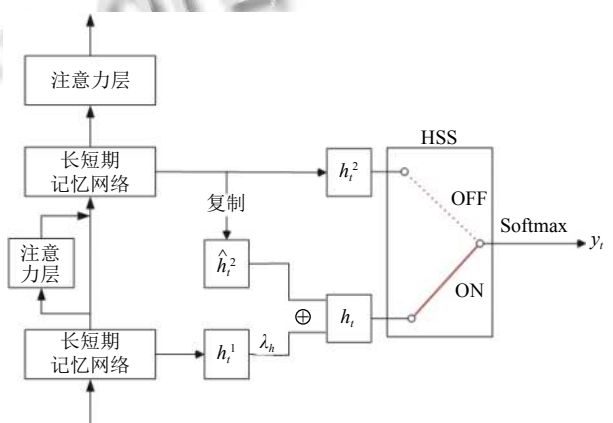 注意力层
长短期
记忆网络
h_t^2
HSS
OFF
复制
注意
力层
ĥ_t^2
⊕
h_t
ON
Softmax
y_t
长短期
记忆网络
h_t^1
λ_h